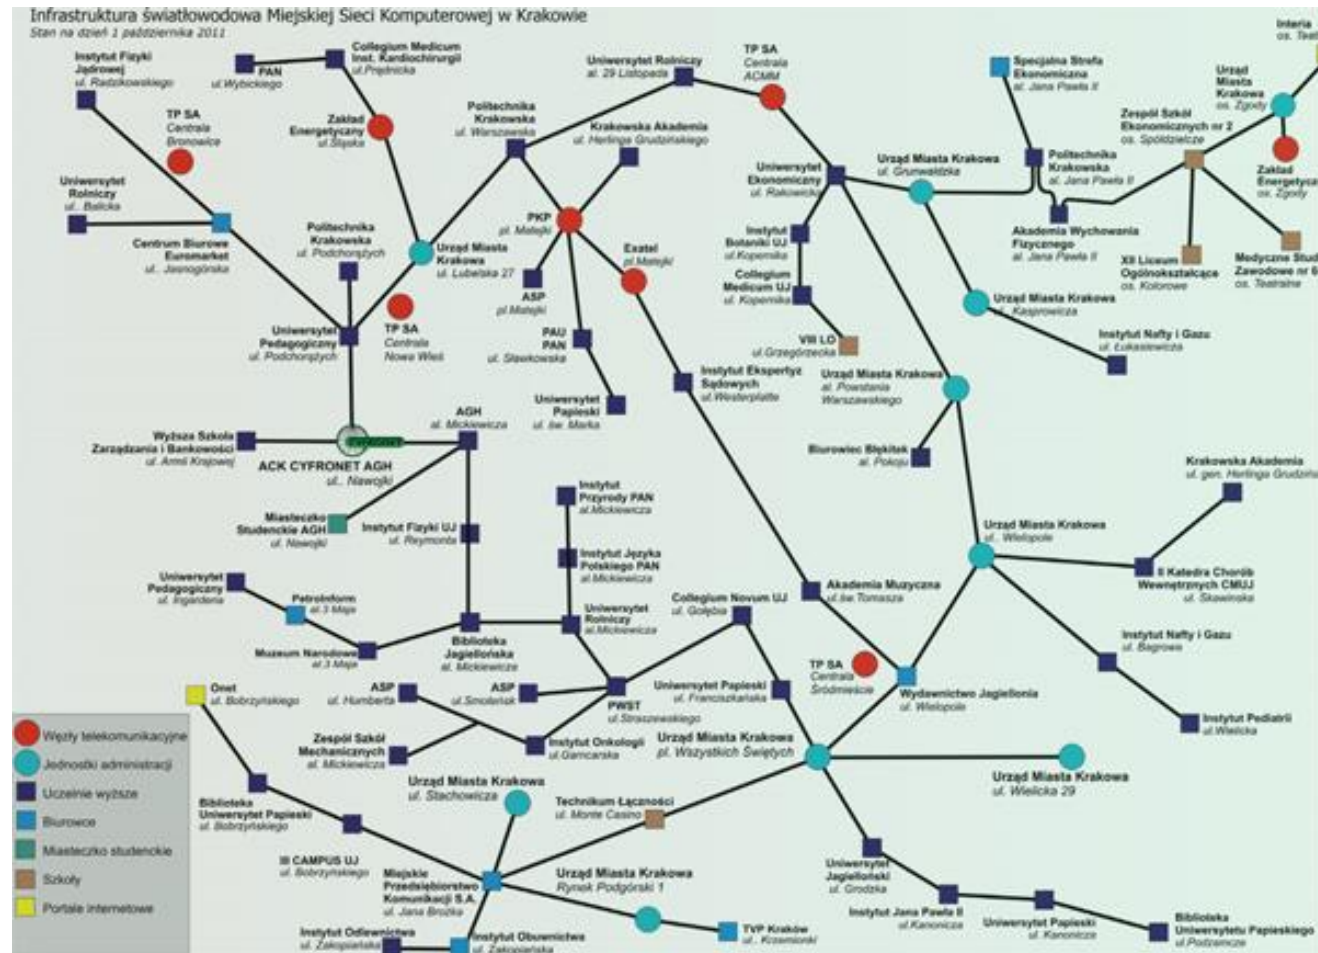 Infrastruktura światłowodowa Miejskiej Sieci Komputerowej w Krakowie
Stan na dzień 1 października 2011
Instytut Fizyki
Jądrowej
ul. Radzikowskiego
PAN
ul.Wybickiego
Collegium Medicum
Inst. Kardiochirurgii
ul.Prądnicka
TP SA
Centrala
Bronowice
Zakład
Energetyczny
ul.Śląska
Politechnika
Krakowska
ul. Warszawska
Uniwersytet Rolniczy
al. 29 Listopada
TP SA
Centrala
ACMM
Krakowska Akademia
ul. Herlinga Grudzińskiego
Specjalna Strefa
Ekonomiczna
al. Jana Pawła II
Interia
Urząd
Miasta
Krakowa
os. Zgody
Zespół Szkół
Ekonomicznych nr 2
os. Spółdzielcze
Uniwersytet
Rolniczy
ul. Balicka
Centrum Biurowe
Euromarket
ul.. Jasnogórska
Politechnika
Krakowska
ul. Podchorążych
Urząd Miasta
Krakowa
ul. Lubelska 27
PKP
pl. Matejki
Exatel
pl.Matejki
Uniwersytet
Ekonomiczny
ul. Rakowicka
Urząd Miasta Krakowa
ul. Grunwaldzka
Politechnika
Krakowska
al. Jana Pawła II
Zakład
os. Zgody
Instytut
Botaniki UJ
ul.Kopernika
Collegium
Medicum UJ
ul. Kopernika
Akademia Wychowania
Fizycznego
al. Jana Pawła II
XII Liceum
Ogólnokształcące
os. Kolorowe
Medyczne Stud
Zawodowe nr 6
os. Teatralne
ASP
pl.Matejki
TP SA
Centrala
Nowa Wieś
Uniwersytet
Pedagogiczny
ul. Podchorążych
PAU
PAN
ul. Sławkowska
VIII LO
ul.Grzegórzecka
Urząd Miasta Krakowa
ul.. Kasprowicza
Instytut Nafty i Gazu
ul. Łukasiewicza
Instytut Ekspertyz
Sądowych
ul.Westerplatte
Urząd Miasta Krakowa
al. Powstania
Warszawskiego
Uniwersytet
Papieski
ul. św. Marka
AGH
al. Mickiewicza
Wyższa Szkoła
Zarządzania i Bankowości
ul. Armii Krajowej
CYFRONET
ACK CYFRONET AGH
ul.. Nawojki
Biurowiec Błękitek
al. Pokoju
Krakowska Akademia
Miasteczko
Studenckie AGH
ul. Nawojki
Instytut Fizyki UJ
ul. Reymonta
Instytut
Przyrody PAN
al.Mickiewicza
Urząd Miasta Krakowa
ul.. Wielopole
Instytut Języka
Polskiego PAN
al.Mickiewicza
II Katedra Chorób
Wewnętrznych CMUJ
ul. Skawinska
Uniwersytet
Pedagogiczny
ul. Ingardena
PetroInform
al.3 Maja
Collegium Novum UJ
ul. Gołębia
Akademia Muzyczna
ul.św.Tomasza
Uniwersytet
Rolniczy
al.Mickiewicza
Muzeum Narodowe
al.3 Maja
Biblioteka
Jagiellońska
al. Mickiewicza
Instytut Nafty i Gazu
ul. Bagrowa
TP SA
Centrala
Śródmieście
Wydawnictwo Jagiellonia
ul. Wielopole
Onet
ul. Bobrzyńskiego
ASP
ul. Humberta
ASP
ul.Smoleńsk
PWST
ul.Straszewskiego
Uniwersytet Papieski
ul. Franciszkańska
Instytut Pediatrii
ul.Wielicka
Węzły telekomunikacyjne
Jednostki administracji
Uczelnie wyższe
Biurowce
Miasteczko studenckie
Szkoły
Portale internetowe
Zespół Szkół
Mechanicznych
al. Mickiewicza
Instytut Onkologii
ul.Garncarska
Urząd Miasta Krakowa
pl. Wszystkich Świętych
Urząd Miasta Krakowa
ul. Wielicka 29
Urząd Miasta Krakowa
ul. Stachowicza
Technikum Łączności
ul. Monte Casino
Biblioteka
Uniwersytet Papieski
ul. Bobrzyńskiego
III CAMPUS UJ
ul. Bobrzyńskiego
Miejskie
Przedsiębiorstwo
Komunikacji S.A.
ul. Jana Brożka
Urząd Miasta Krakowa
Rynek Podgórski 1
Uniwersytet
Jagielloński
ul. Grodzka
Instytut Jana Pawła II
ul.Kanonicza
Uniwersytet Papieski
ul. Kanonicza
Biblioteka
Uniwersytetu Papieskiego
ul.Podzamcze
Instytut Odlewnictwa
ul. Zakopiańska
Instytut Obuwnictwa
ul. Zakopiańska
TVP Kraków
ul.. Krzemionki